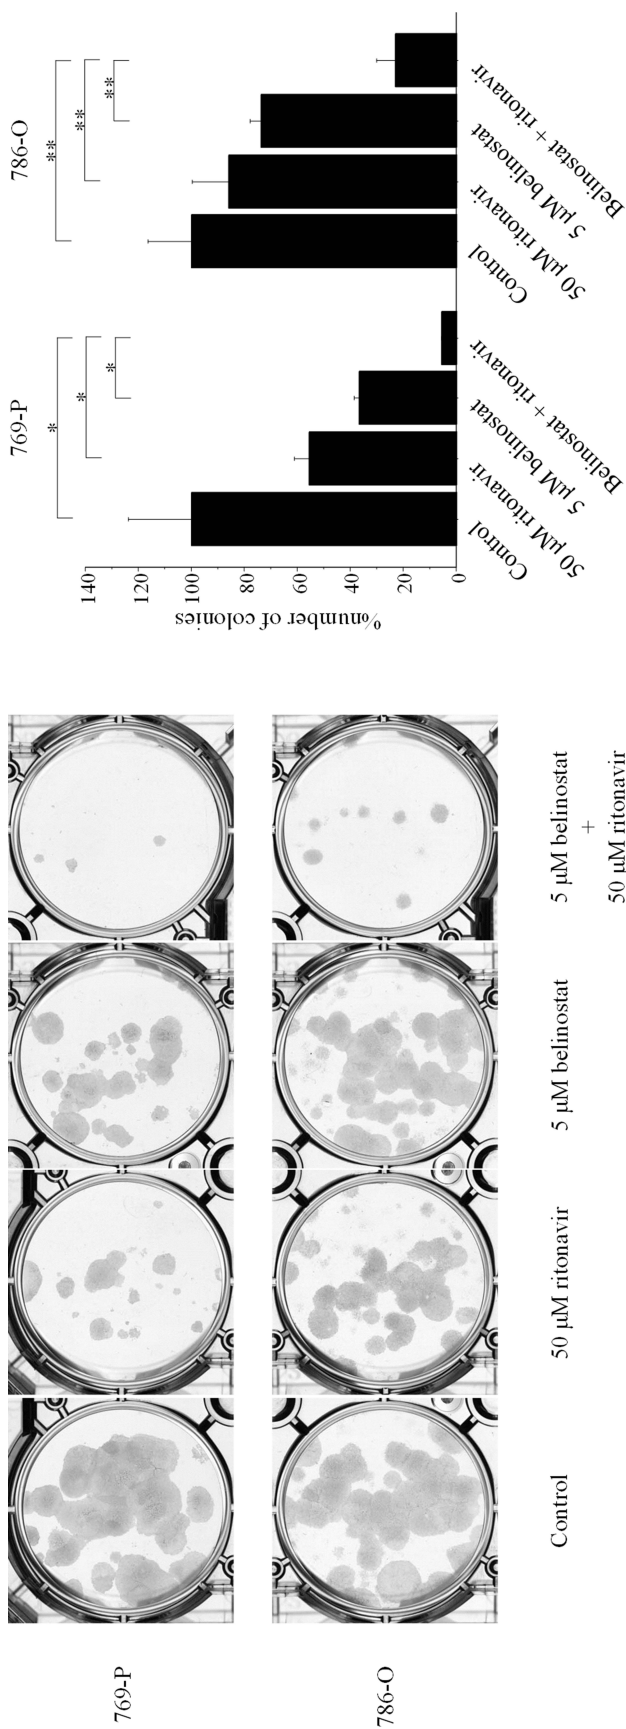 769-P
786-O
Control
50 μM ritonavir
5 μM belinostat
5 μM belinostat
+
50 μM ritonavir
769-P
786-O
%number of colonies
140
120
100
80
60
40
20
0
*
*
*
**
**
**
Control
50 μM ritonavir
5 μM belinostat
Belinostat + ritonavir
Control
50 μM ritonavir
5 μM belinostat
Belinostat + ritonavir